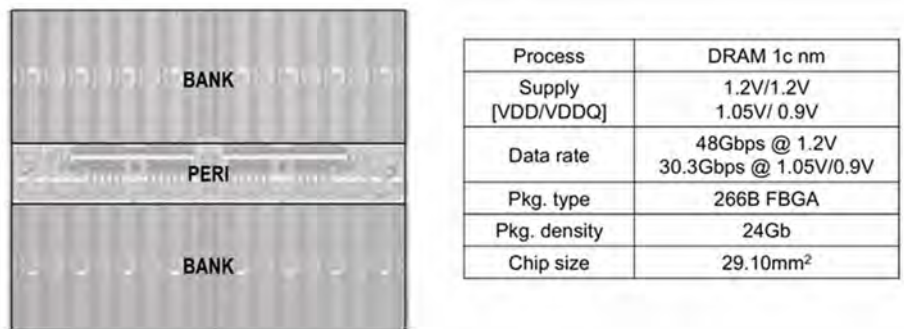 BANK
PERI
BANK
Process DRAM 1c nm
Supply 1.2V/1.2V
[VDD/VDDQ] 1.05V/ 0.9V
Data rate 48Gbps @ 1.2V
30.3Gbps @ 1.05V/0.9V
Pkg. type 266B FBGA
Pkg. density 24Gb
Chip size 29.10mm²